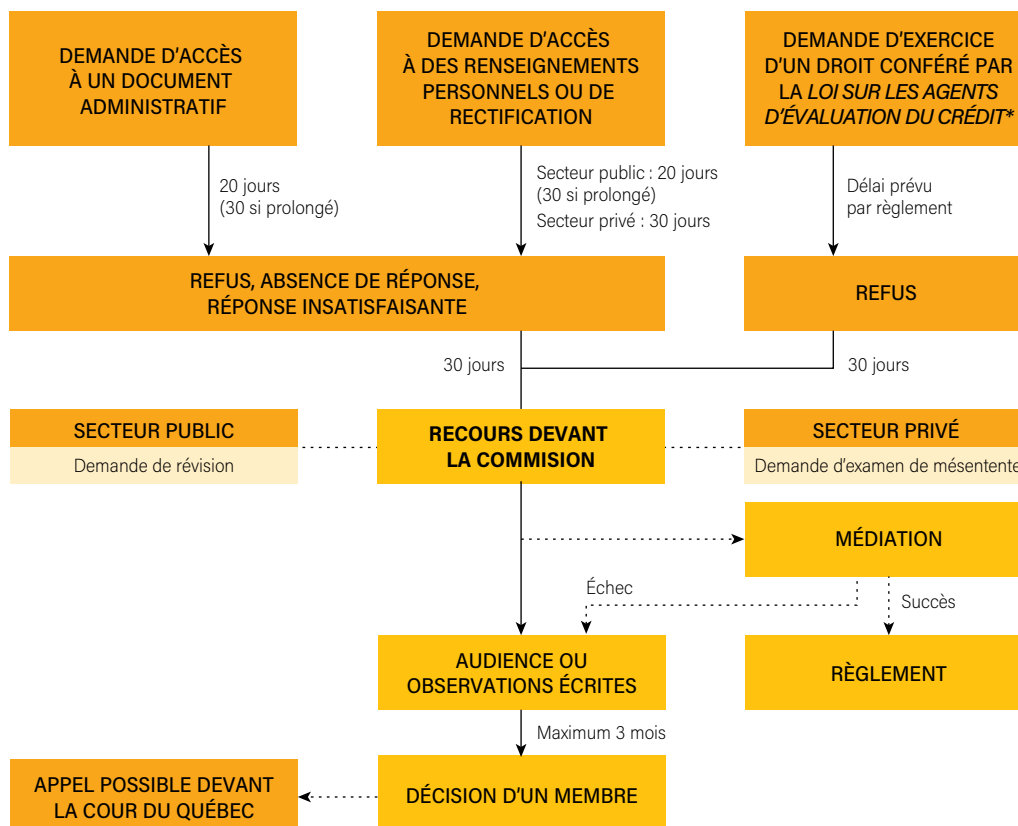 DEMANDE D'ACCÈS
À UN DOCUMENT
ADMINISTRATIF
DEMANDE D'ACCÈS
À DES RENSEIGNEMENTS
PERSONNELS OU DE
RECTIFICATION
DEMANDE D'EXERCICE
D'UN DROIT CONFÉRÉ PAR
LA LOI SUR LES AGENTS
D'ÉVALUATION DU CRÉDIT*
20 jours
(30 si prolongé)
Secteur public : 20 jours
(30 si prolongé)
Secteur privé : 30 jours
Délai prévu
par règlement
REFUS, ABSENCE DE RÉPONSE,
RÉPONSE INSATISFAISANTE
REFUS
30 jours
30 jours
SECTEUR PUBLIC
Demande de révision
RECOURS DEVANT
LA COMMISION
SECTEUR PRIVÉ
Demande d'examen de mésentente
MÉDIATION
Échec
Succès
AUDIENCE OU
OBSERVATIONS ÉCRITES
RÈGLEMENT
Maximum 3 mois
APPEL POSSIBLE DEVANT
LA COUR DU QUÉBEC
DÉCISION D'UN MEMBRE